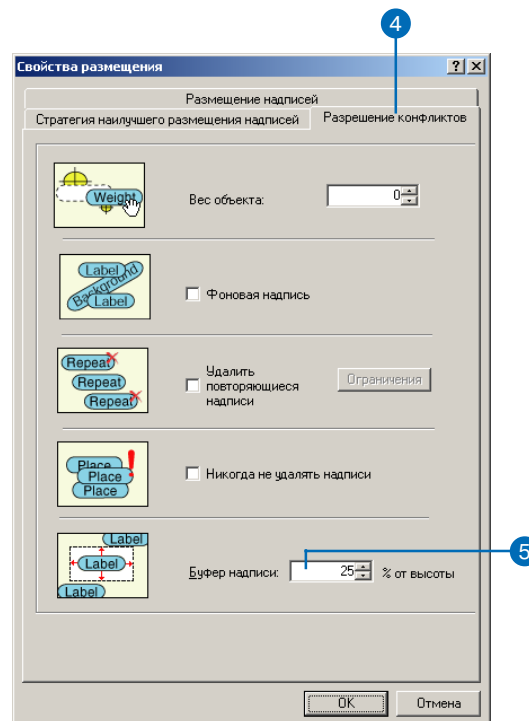 4
Свойства размещения
Размещение надписей
Стратегия наилучшего размещения надписей
Разрешение конфликтов
Weight
Вес объекта:
0
Label
Background
Label
Фоновая надпись
Repeat
Repeat
Repeat
Удалить
повторяющиеся
надписи
Ограничения
Place
Place
Place
Никогда не удалять надписи
Label
Label
Label
Буфер надписи:
25
% от высоты
5
OK
Отмена